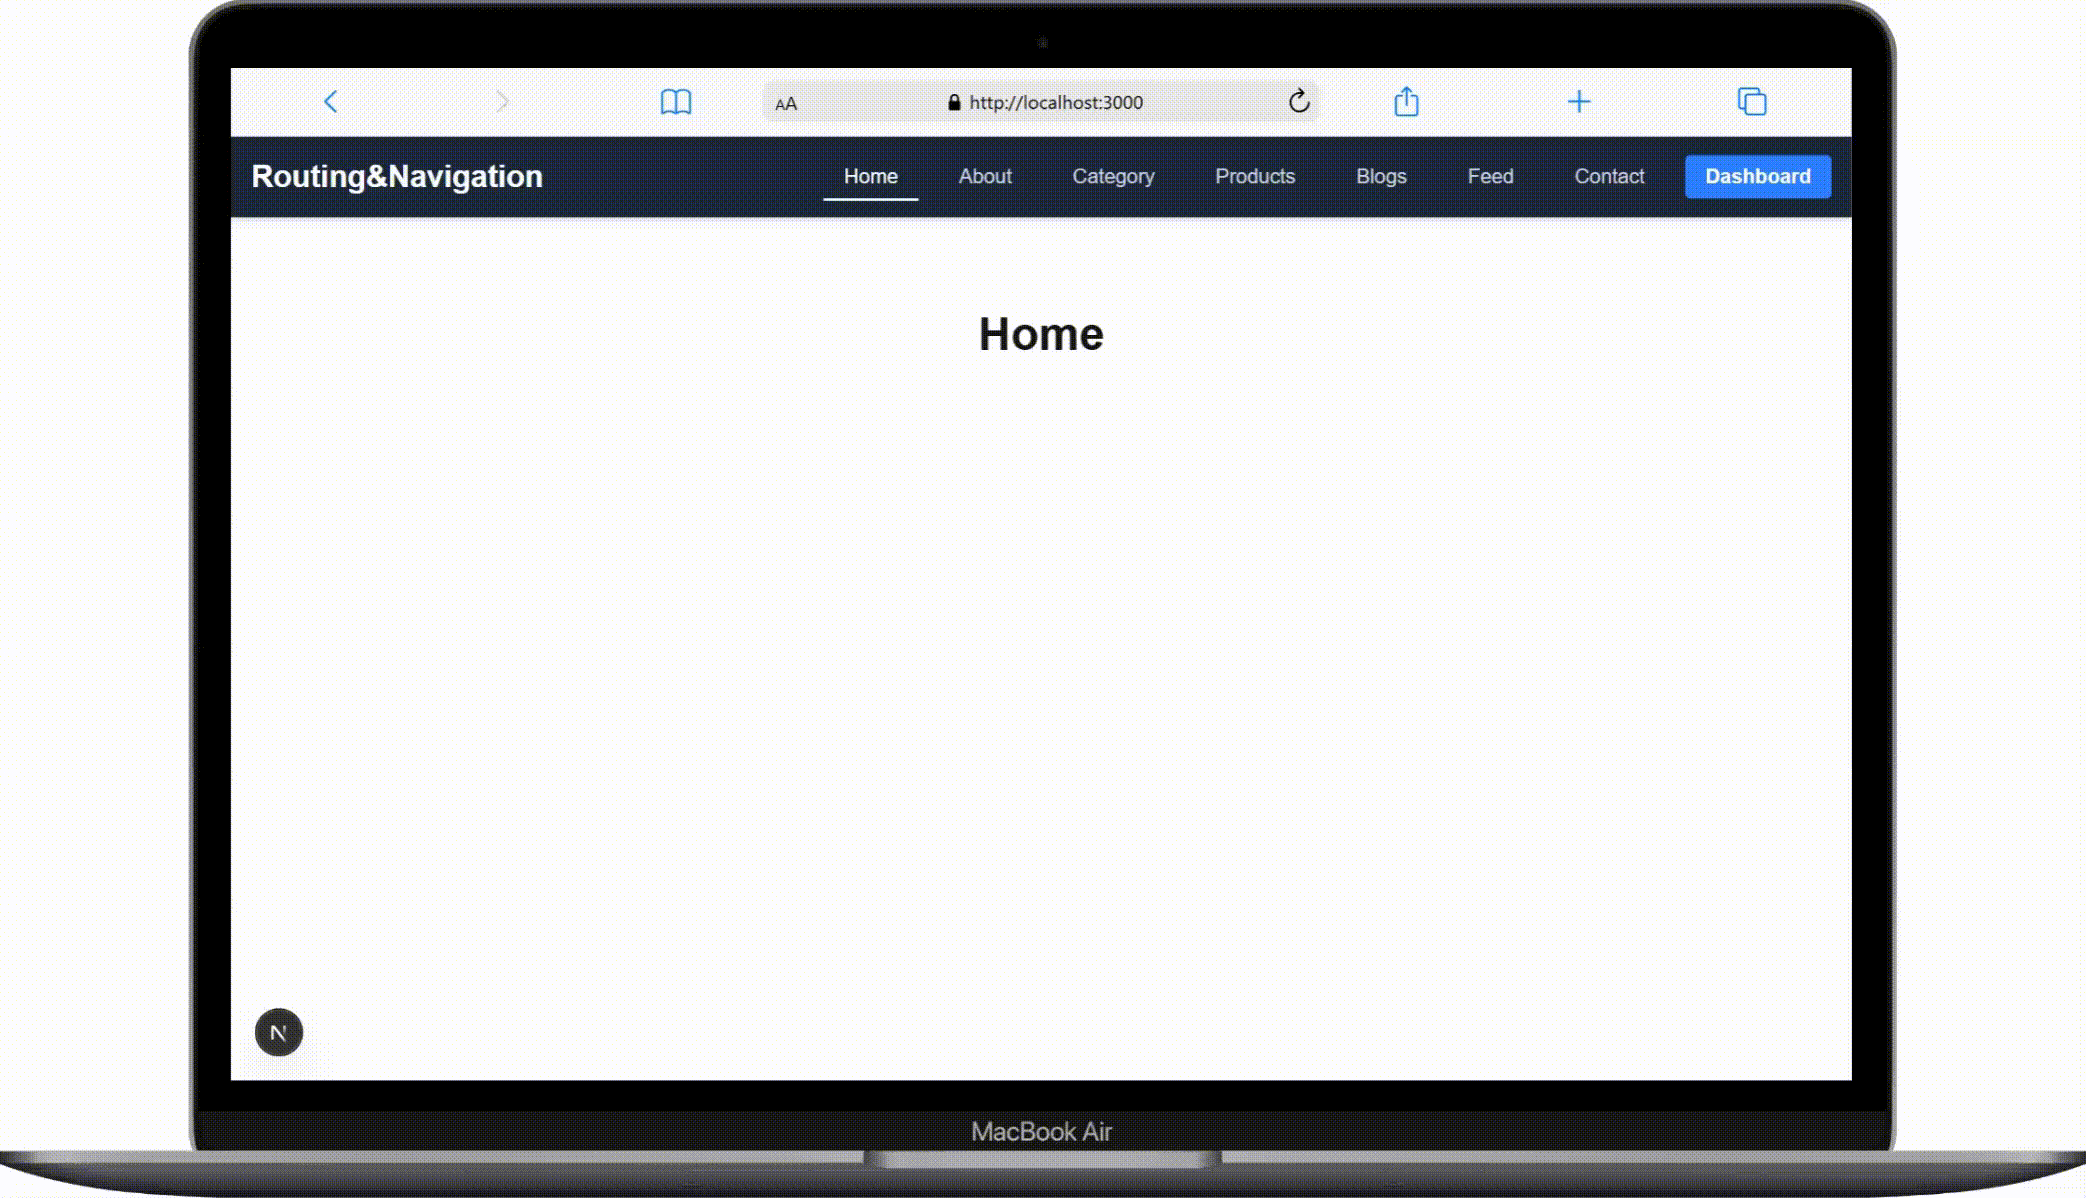 AA http://localhost:3000
Routing&Navigation Home About Category Products Blogs Feed Contact Dashboard
Home
N
MacBook Air